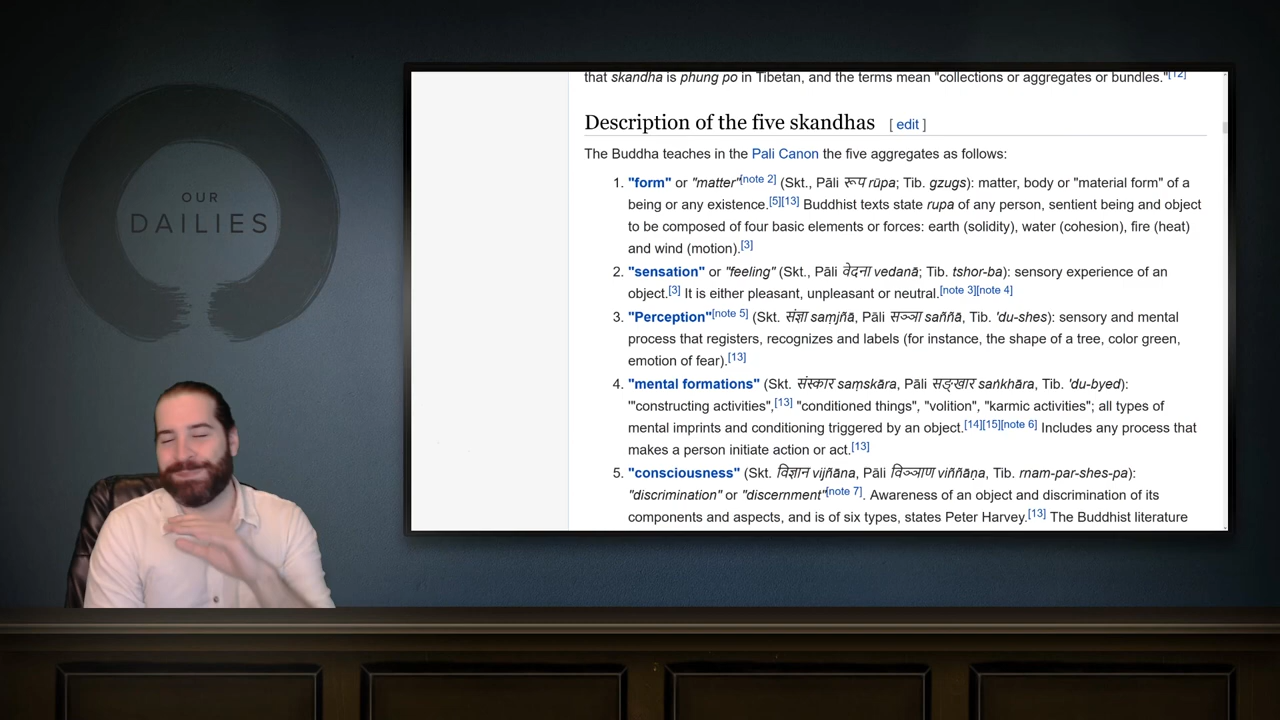 OUR
DAILIES
that skandha is phung po in Tibetan, and the terms mean "collections or aggregates or bundles."[12]
Description of the five skandhas [ edit ]
The Buddha teaches in the Pali Canon the five aggregates as follows:
1. "form" or "matter"[note 2] (Skt., Pāli रूप rūpa; Tib. gzugs): matter, body or "material form" of a
being or any existence.[5][13] Buddhist texts state rupa of any person, sentient being and object
to be composed of four basic elements or forces: earth (solidity), water (cohesion), fire (heat)
and wind (motion).[3]
2. "sensation" or "feeling" (Skt., Pāli वेदना vedanā; Tib. tshor-ba): sensory experience of an
object.[3] It is either pleasant, unpleasant or neutral.[note 3][note 4]
3. "Perception"[note 5] (Skt. संज्ञा saṃjñā, Pāli सञ्ञा saññā, Tib. 'du-shes): sensory and mental
process that registers, recognizes and labels (for instance, the shape of a tree, color green,
emotion of fear).[13]
4. "mental formations" (Skt. संस्कार saṃskāra, Pāli सङ्खार saṅkhāra, Tib. 'du-byed):
'"constructing activities",[13] "conditioned things", "volition", "karmic activities"; all types of
mental imprints and conditioning triggered by an object.[14][15][note 6] Includes any process that
makes a person initiate action or act.[13]
5. "consciousness" (Skt. विज्ञान vijñāna, Pāli विञ्ञाण viññāṇa, Tib. rnam-par-shes-pa):
"discrimination" or "discernment"[note 7]. Awareness of an object and discrimination of its
components and aspects, and is of six types, states Peter Harvey.[13] The Buddhist literature